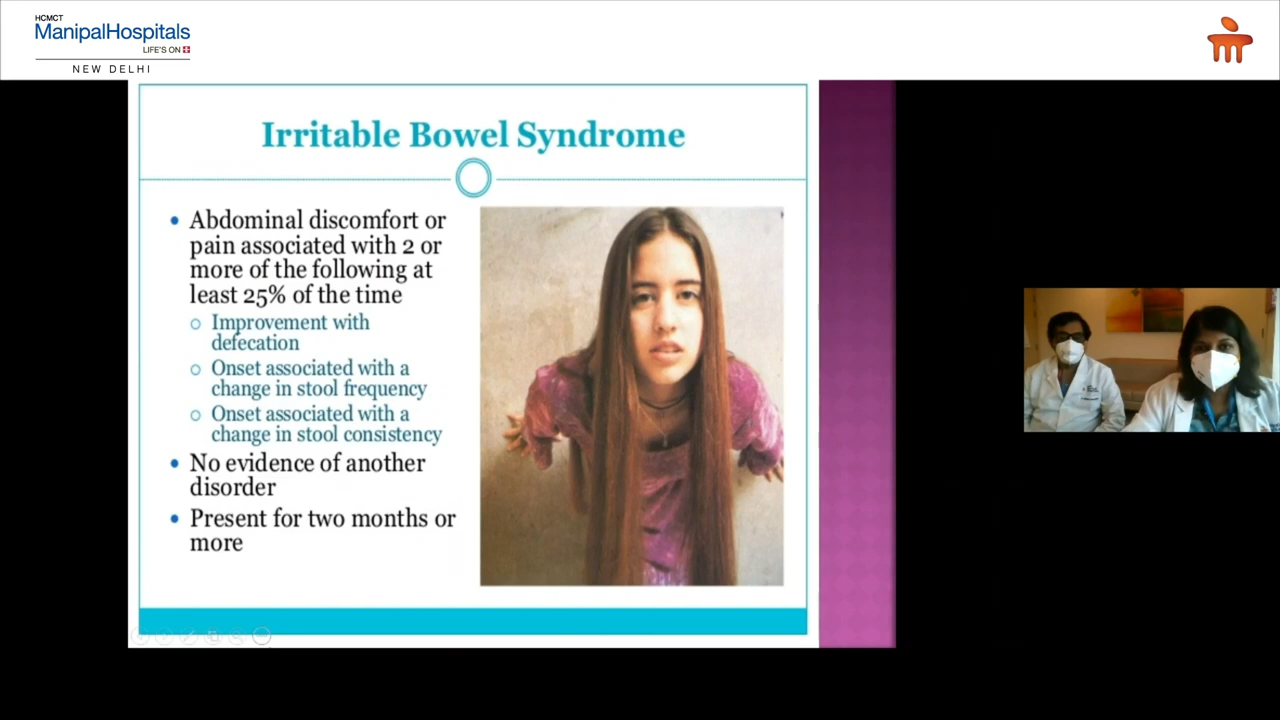 HCMCT
ManipalHospitals
LIFE'S ON
NEW DELHI
Irritable Bowel Syndrome
• Abdominal discomfort or
pain associated with 2 or
more of the following at
least 25% of the time
o Improvement with
defecation
o Onset associated with a
change in stool frequency
o Onset associated with a
change in stool consistency
• No evidence of another
disorder
• Present for two months or
more